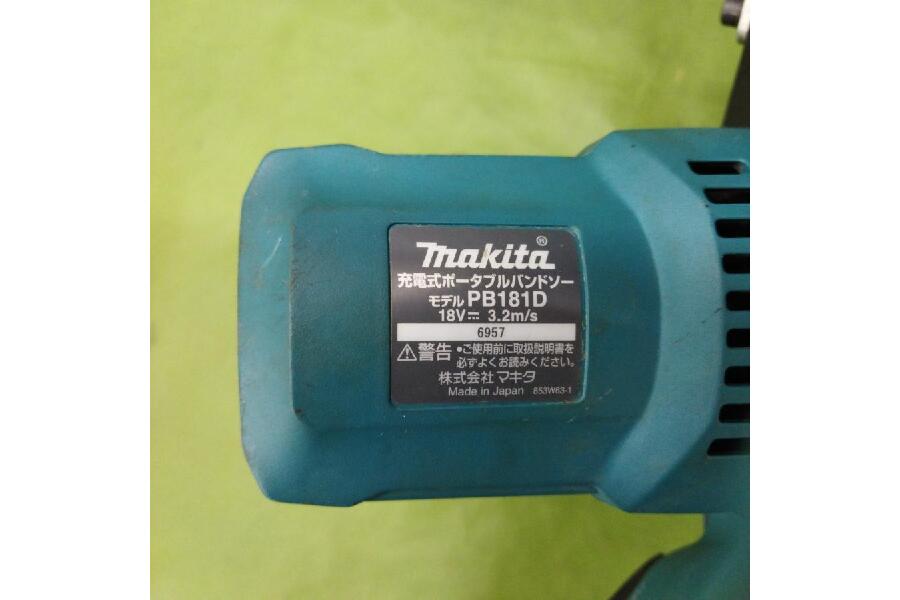 makita®
充電式ポータブルバンドソー
モデル PB181D
18V⎓ 3.2m/s
6957
⚠警告 •ご使用前に取扱説明書を
必ずよくお読みください。
株式会社 マキタ
Made in Japan 853W63-1